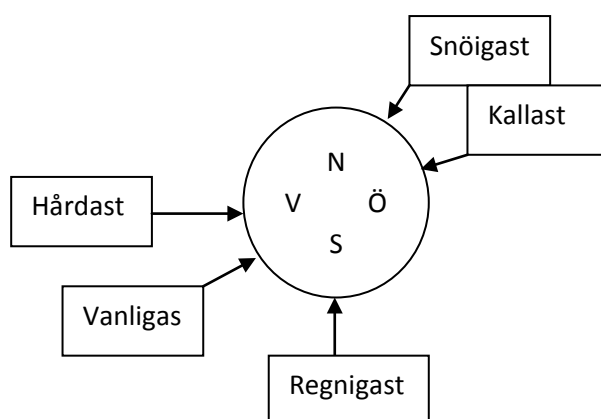 Snöigast
Kallast
N
V Ö
S
Hårdast
Vanligas
Regnigast